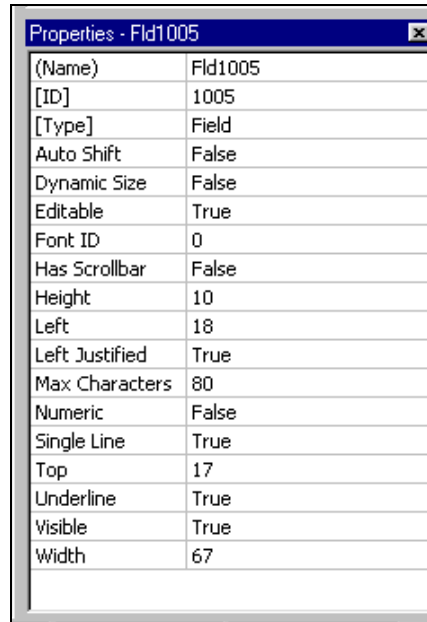 Properties - Fld1005
(Name) Fld1005
[ID] 1005
[Type] Field
Auto Shift False
Dynamic Size False
Editable True
Font ID 0
Has Scrollbar False
Height 10
Left 18
Left Justified True
Max Characters 80
Numeric False
Single Line True
Top 17
Underline True
Visible True
Width 67